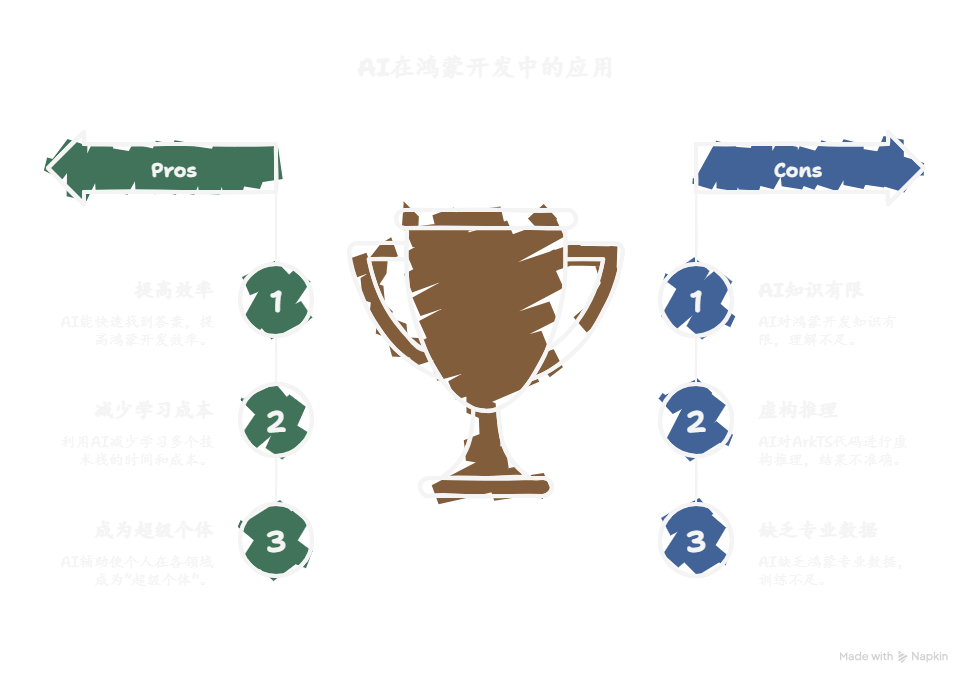 AI在鸿蒙开发中的应用
Pros
1
提高效率
AI能快速找到答案，提
高鸿蒙开发效率。
2
减少学习成本
利用AI减少学习多个技
术栈的时间和成本。
3
成为超级个体
AI辅助使个人在各领域
成为"超级个体"。
Cons
1
AI知识有限
AI对鸿蒙开发知识有
限，理解不足。
2
虚构推理
AI对ArkTS代码进行虚
构推理，结果不准确。
3
缺乏专业数据
AI缺乏鸿蒙专业数据，
训练不足。
Made with Napkin